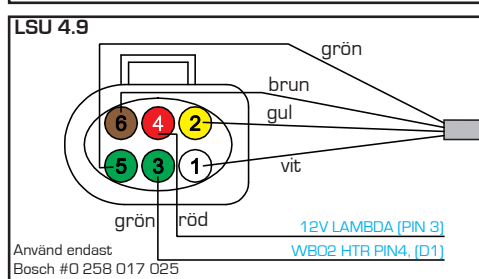 LSU 4.9
grön
brun
gul
6 4 2
5 3 1
vit
grön röd
12V LAMBDA (PIN 3)
WBO2 HTR PIN4, (D1)
Använd endast
Bosch #0 258 017 025